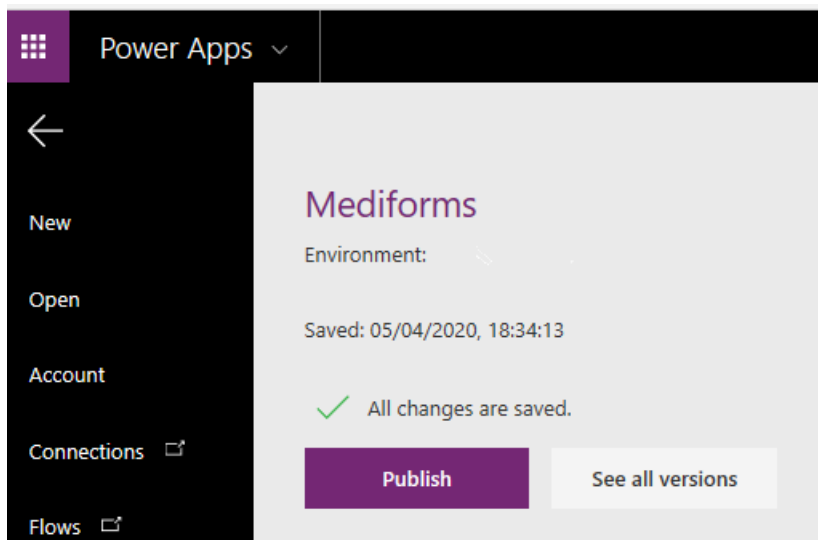 Power Apps
New
Open
Account
Connections
Flows
Mediforms
Environment:
Saved: 05/04/2020, 18:34:13
All changes are saved.
Publish
See all versions